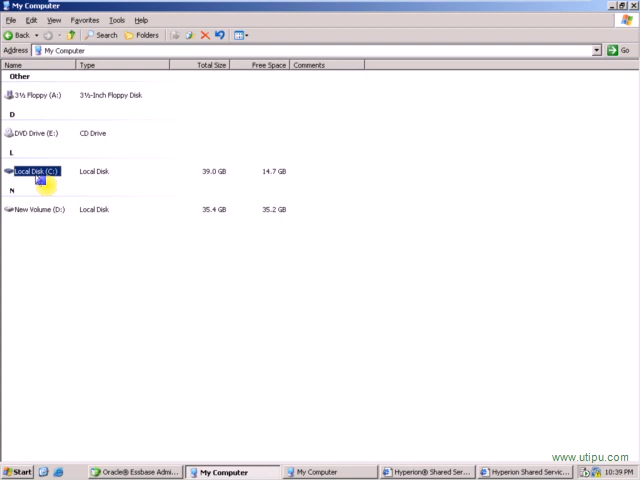 My Computer
File Edit View Favorites Tools Help
Back Search Folders
Address My Computer Go
Name Type Total Size Free Space Comments
Other
3½ Floppy (A:) 3½-Inch Floppy Disk
D
DVD Drive (E:) CD Drive
L
Local Disk (C:) Local Disk 39.0 GB 14.7 GB
N
New Volume (D:) Local Disk 35.4 GB 35.2 GB
www.utipu.com
Start Oracle® Essbase Admi... My Computer My Computer Hyperion® Shared Ser... Hyperion Shared Servic... 10:39 PM